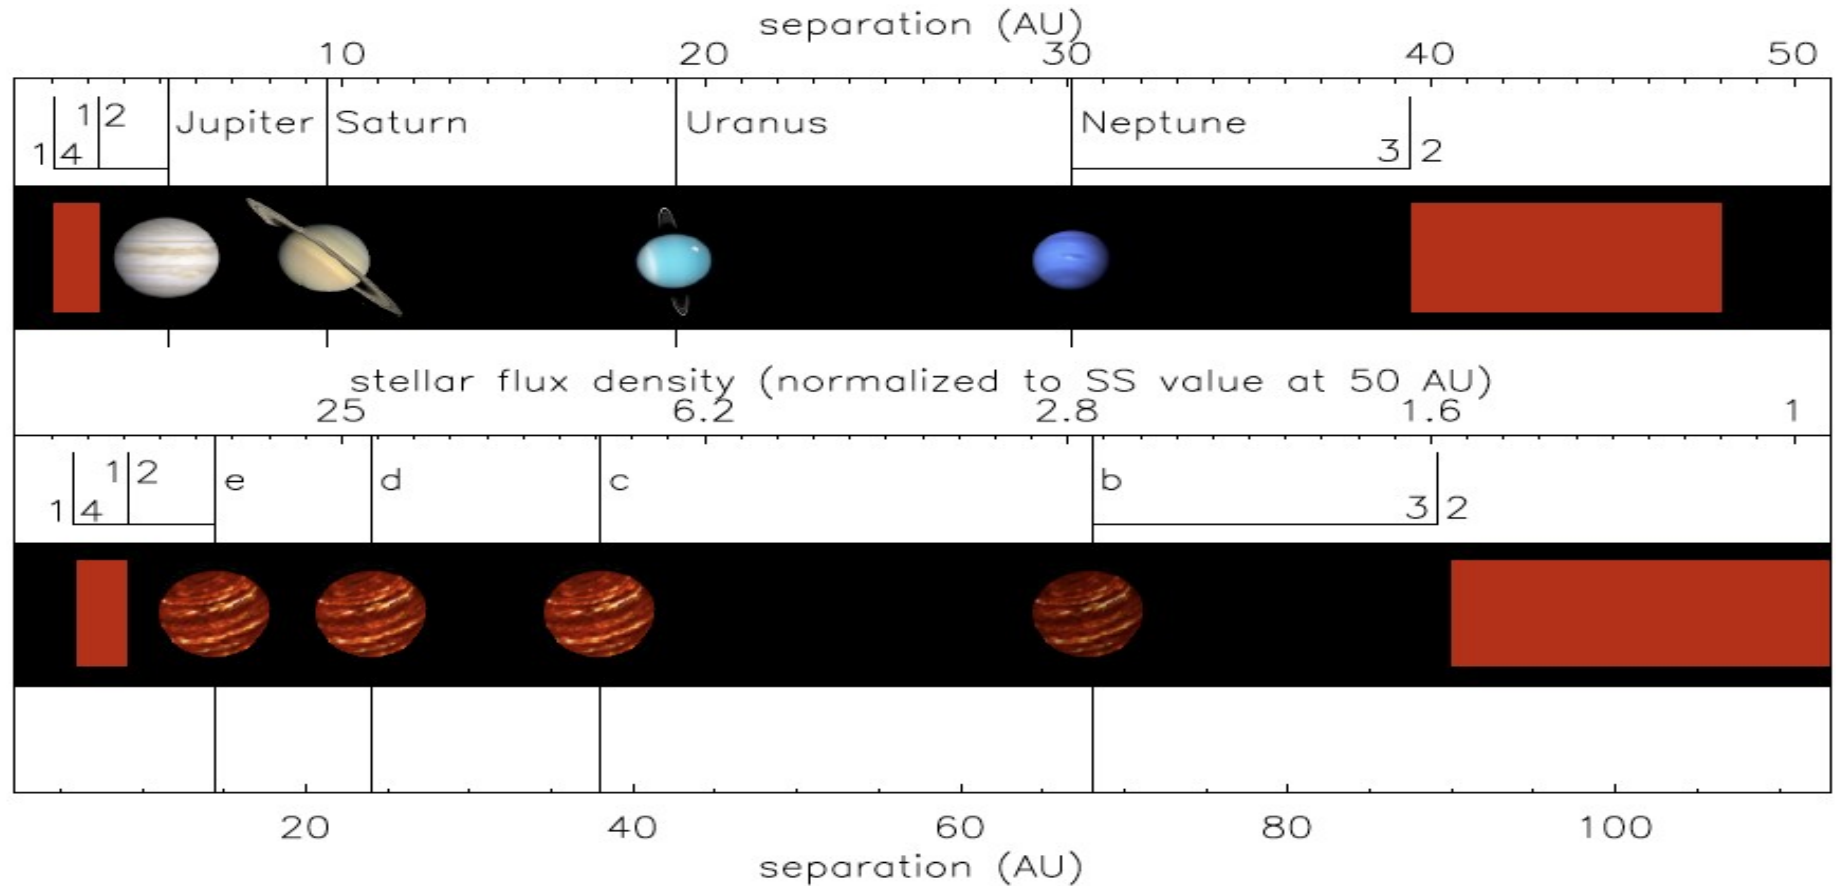 separation (AU)
10 20 30 40 50
1 2 Jupiter Saturn Uranus Neptune
1 4 3 2
stellar flux density (normalized to SS value at 50 AU)
25 6.2 2.8 1.6 1
1 2 e d c b
1 4 3 2
20 40 60 80 100
separation (AU)